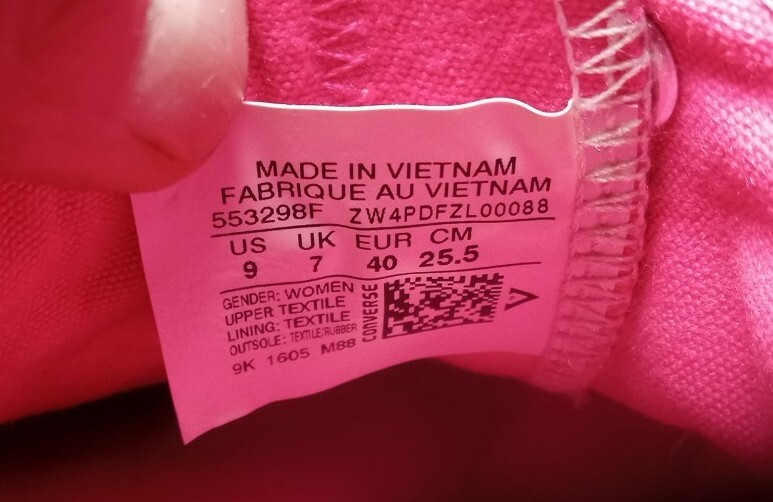 MADE IN VIETNAM
FABRIQUE AU VIETNAM
553298F ZW4PDFZL00088
US UK EUR CM
9 7 40 25.5
GENDER: WOMEN
UPPER TEXTILE
LINING: TEXTILE
OUTSOLE: TEXTILE/RUBBER
9K 1605 M88
CONVERSE